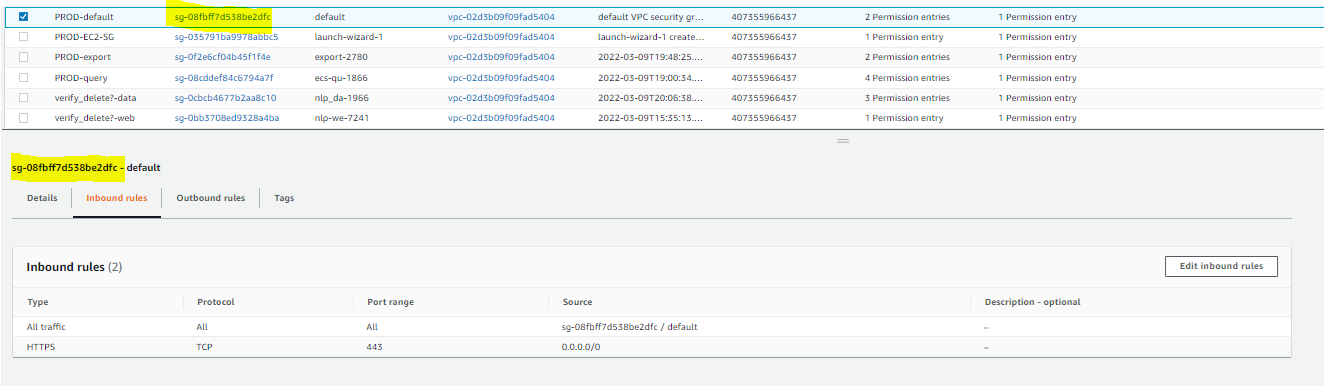 PROD-default sg-08fbff7d538be2dfc default vpc-02d3b09f09fad5404 default VPC security gr... 407355966437 2 Permission entries 1 Permission entry
PROD-EC2-SG sg-035791ba9978abbc5 launch-wizard-1 vpc-02d3b09f09fad5404 launch-wizard-1 create... 407355966437 1 Permission entry 1 Permission entry
PROD-export sg-0f2e6cf04b45f1f4e export-2780 vpc-02d3b09f09fad5404 2022-03-09T19:48:25.... 407355966437 2 Permission entries 1 Permission entry
PROD-query sg-08cddef84c6794a7f ecs-qu-1866 vpc-02d3b09f09fad5404 2022-03-09T19:00:34.... 407355966437 4 Permission entries 1 Permission entry
verify_delete?-data sg-0cbcb4677b2aa8c10 nlp_da-1966 vpc-02d3b09f09fad5404 2022-03-09T20:06:38.... 407355966437 3 Permission entries 1 Permission entry
verify_delete?-web sg-0bb3708ed9328a4ba nlp-we-7241 vpc-02d3b09f09fad5404 2022-03-09T15:35:13.... 407355966437 1 Permission entry 1 Permission entry
sg-08fbff7d538be2dfc - default
Details Inbound rules Outbound rules Tags
Inbound rules (2) Edit inbound rules
Type Protocol Port range Source Description - optional
All traffic All All sg-08fbff7d538be2dfc / default –
HTTPS TCP 443 0.0.0.0/0 –